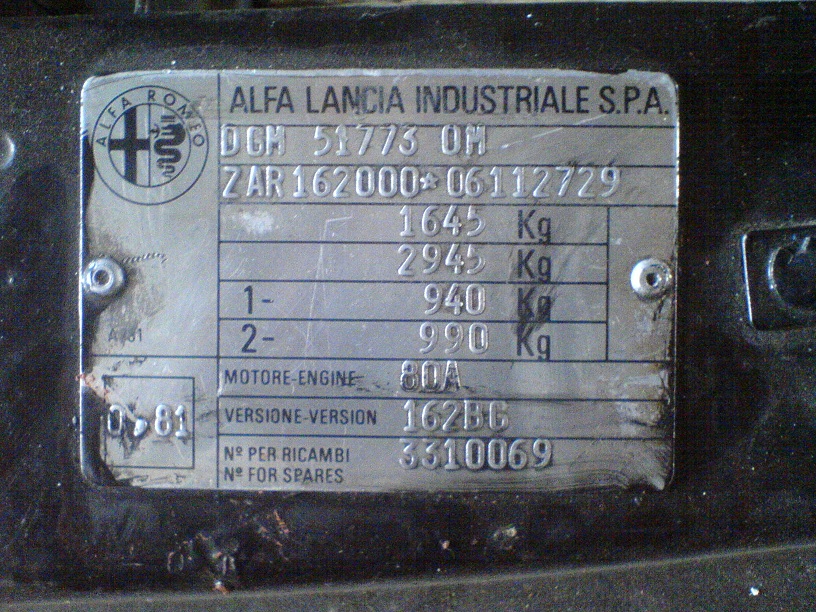 ALFA ROMEO
ALFA LANCIA INDUSTRIALE S.P.A.
DGM 51773 OM
ZAR162000*06112729
1645 Kg
2945 Kg
1- 940 Kg
2- 990 Kg
MOTORE-ENGINE 80A
VERSIONE-VERSION 162BG
81
Nº PER RICAMBI 3310069
Nº FOR SPARES